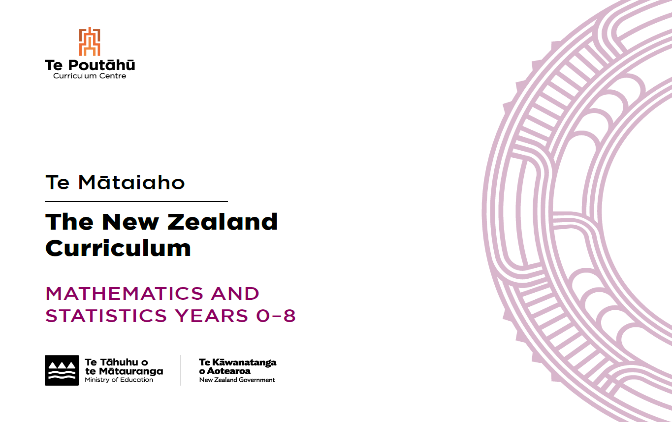 Te Poutāhū
Curriculum Centre
Te Mātaiaho
The New Zealand
Curriculum
MATHEMATICS AND
STATISTICS YEARS 0–8
Te Tāhuhu o
te Mātauranga
Ministry of Education
Te Kāwanatanga
o Aotearoa
New Zealand Government